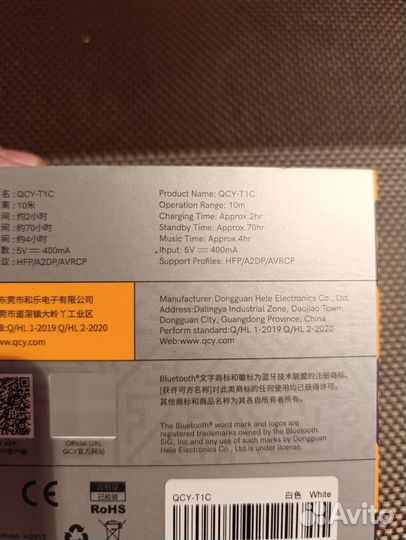 名: QCY-T1C
离: 10米
间: 约2小时
间: 约70小时
间: 约4小时
: 5V ⎓ 400mA
议: HFP/A2DP/AVRCP
Product Name: QCY-T1C
Operation Range: 10m
Charging Time: Approx.2hr
Standby Time: Approx.70hr
Music Time: Approx.4hr
Input: 5V ⎓ 400mA
Support Profiles: HFP/A2DP/AVRCP
东莞市和乐电子有限公司
莞市道滘镇大岭丫工业区
:Q/HL 1-2019 Q/HL 2-2020
www.qcy.com
Manufacturer: Dongguan Hele Electronics Co., Ltd.
Address:Dalingya Industrial Zone, Daojiao Town,
Dongguan City, Guangdong Province, China
Perform standard:Q/HL 1-2019 Q/HL 2-2020
Web:www.qcy.com
Bluetooth®文字商标和徽标为蓝牙技术联盟的注册商标,
[获许可方名称]对此类商标的任何使用均已获得许可。
其他商标和商品名称为其各自所有者所有。
The Bluetooth® word mark and logos are
registered trademarks owned by the Bluetooth
SIG, Inc and any use of such marks by Dongguan
Hele Electronics Co., Ltd.
APP
Official URL
QCY官方网站
CE
合格证
已检验
RoHS
QCY-T1C
白色 White
Avito